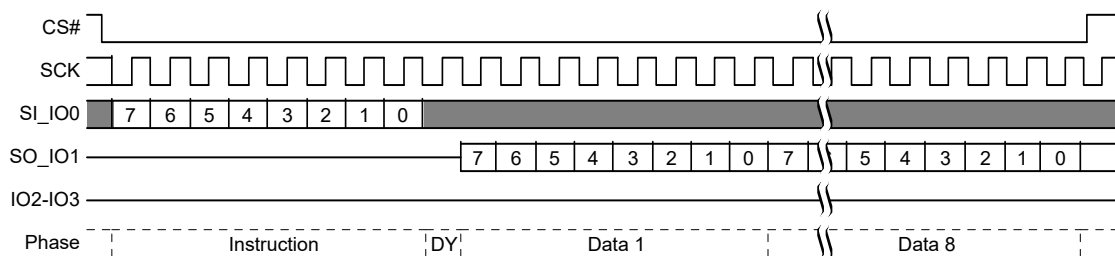 CS#
SCK
SI_IO0 7 6 5 4 3 2 1 0
SO_IO1 7 6 5 4 3 2 1 0 7 5 4 3 2 1 0
IO2-IO3
Phase Instruction DY Data 1 Data 8